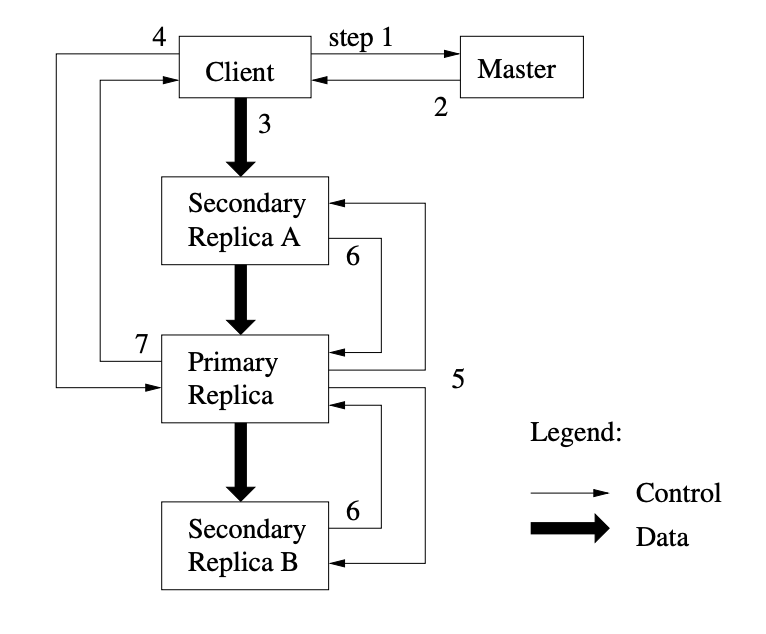 4
step 1
Client
Master
2
3
Secondary
Replica A
6
7
Primary
Replica
5
Legend:
Control
Data
6
Secondary
Replica B